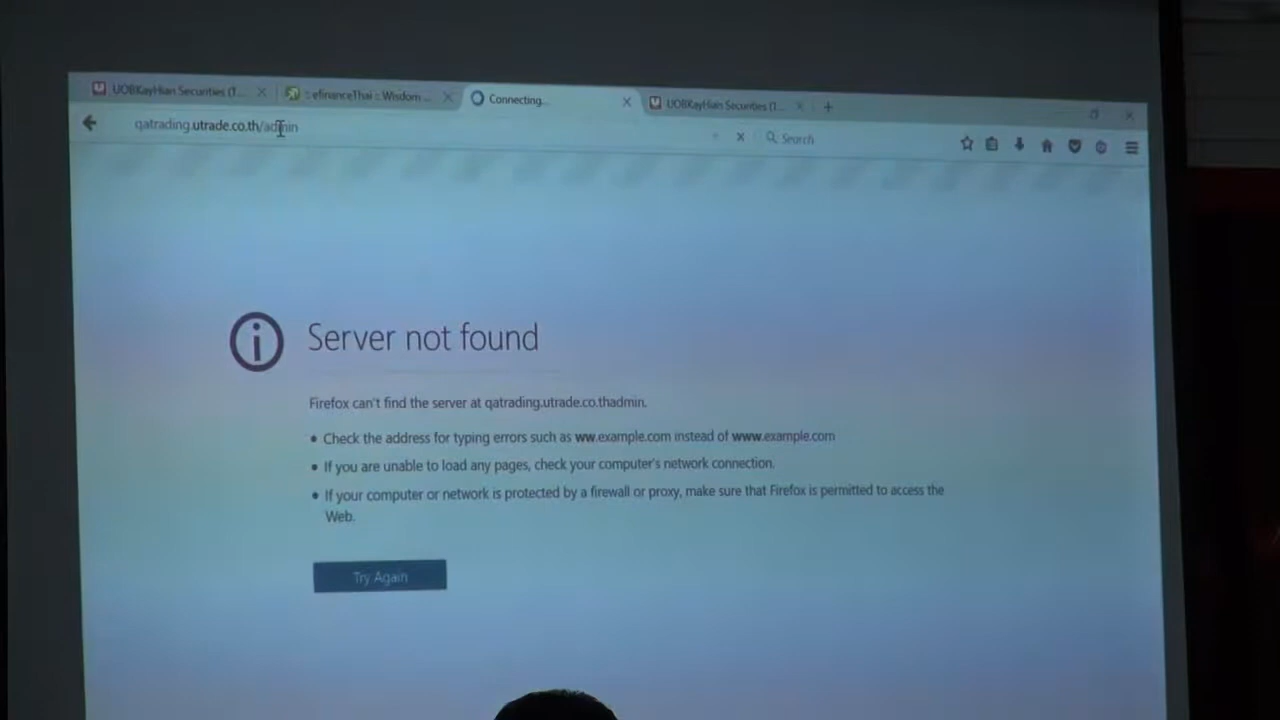 UOBKayHian Securities (T...
:: efinanceThai :: Wisdom ...
Connecting...
UOBKayHian Securities (T...
qatrading.utrade.co.th/admin
Search
Server not found
Firefox can't find the server at qatrading.utrade.co.thadmin.
Check the address for typing errors such as ww.example.com instead of www.example.com
If you are unable to load any pages, check your computer's network connection.
If your computer or network is protected by a firewall or proxy, make sure that Firefox is permitted to access the
Web.
Try Again